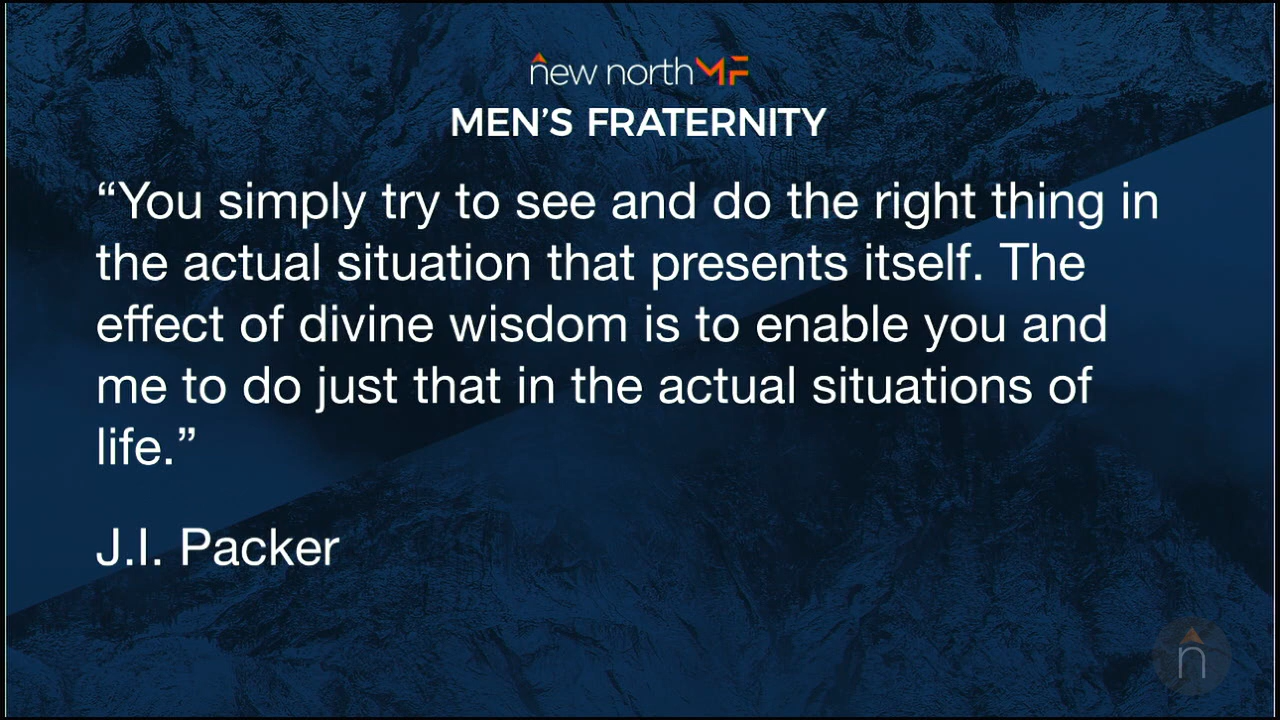 new north MF
MEN’S FRATERNITY
“You simply try to see and do the right thing in
the actual situation that presents itself. The
effect of divine wisdom is to enable you and
me to do just that in the actual situations of
life.”
J.I. Packer
n